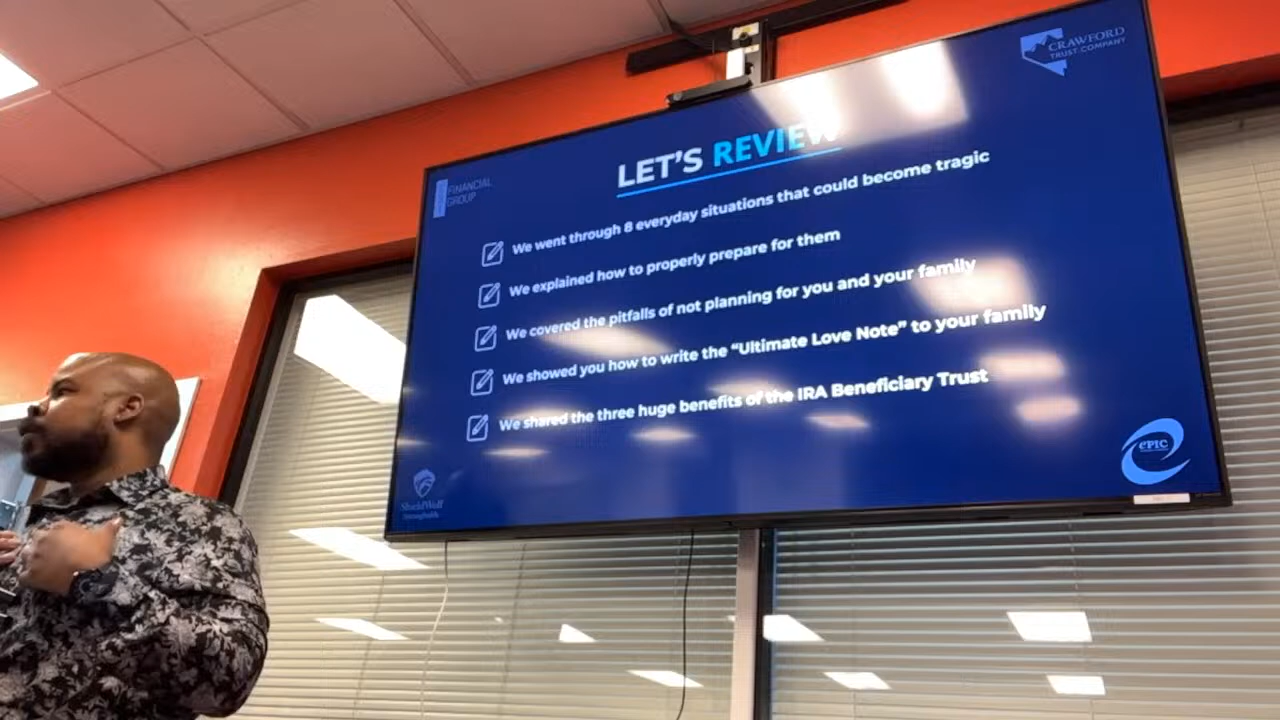 CRAWFORD
TRUST COMPANY
LET'S REVIEW
FINANCIAL
GROUP
We went through 8 everyday situations that could become tragic
We explained how to properly prepare for them
We covered the pitfalls of not planning for you and your family
We showed you how to write the “Ultimate Love Note” to your family
We shared the three huge benefits of the IRA Beneficiary Trust
ePIC
ShieldWolf
Strongholds